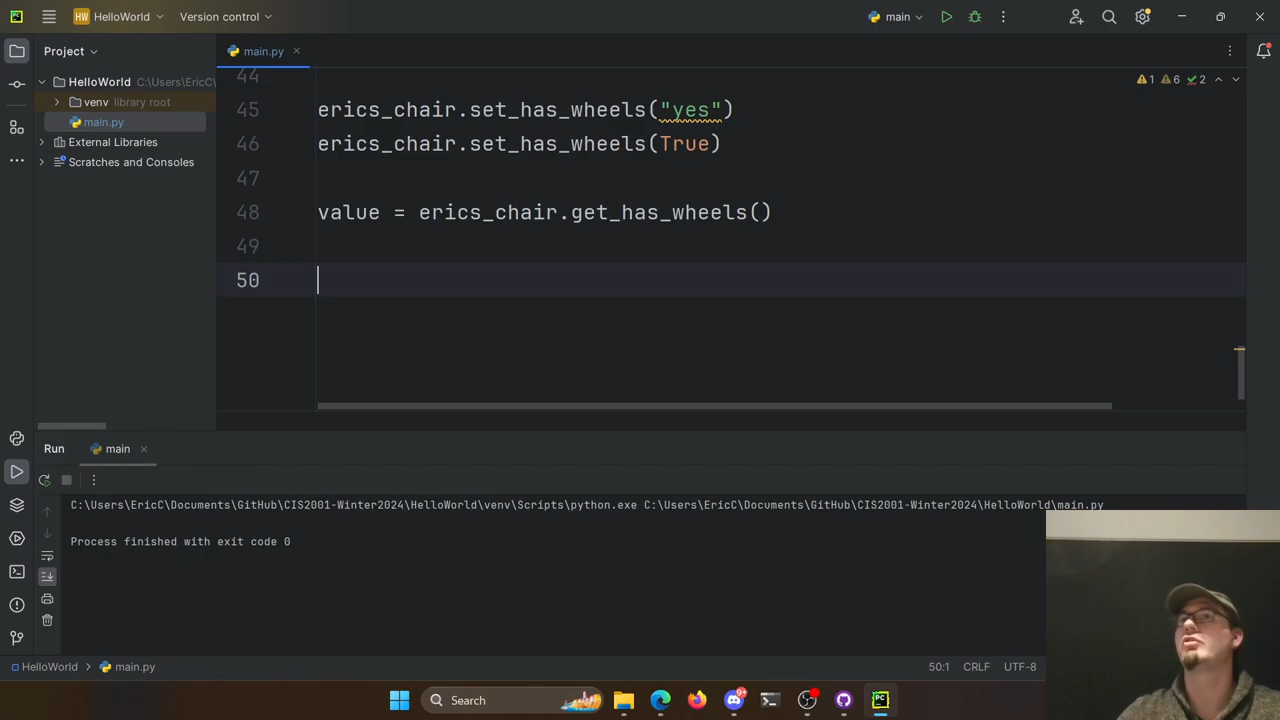 HW HelloWorld Version control main
Project main.py
HelloWorld C:\Users\EricC\
venv library root
main.py
External Libraries
Scratches and Consoles
1 6 2
44
45 erics_chair.set_has_wheels("yes")
46 erics_chair.set_has_wheels(True)
47
48 value = erics_chair.get_has_wheels()
49
50
Run main
C:\Users\EricC\Documents\GitHub\CIS2001-Winter2024\HelloWorld\venv\Scripts\python.exe C:\Users\EricC\Documents\GitHub\CIS2001-Winter2024\HelloWorld\main.py
Process finished with exit code 0
HelloWorld main.py 50:1 CRLF UTF-8
Search